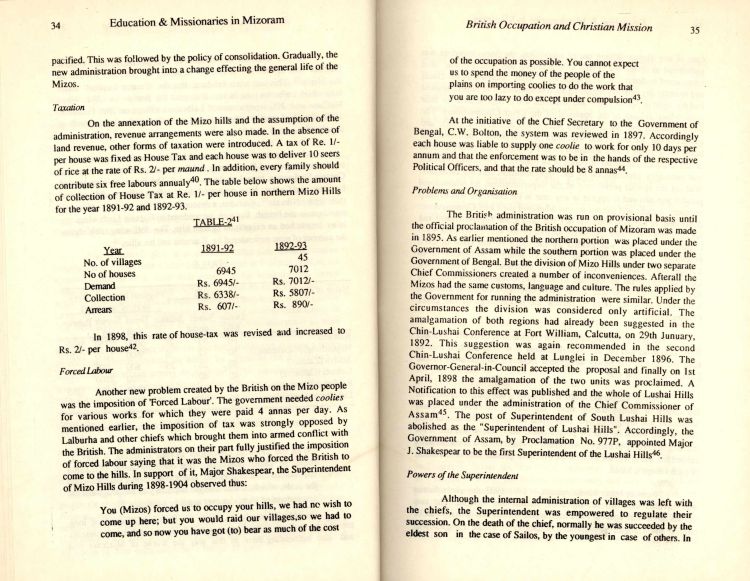 34
Education & Missionaries in Mizoram
pacified. This was followed by the policy of consolidation. Gradually, the
new administration brought into a change effecting the general life of the
Mizos.
Taxation
On the annexation of the Mizo hills and the assumption of the
administration, revenue arrangements were also made. In the absence of
land revenue, other forms of taxation were introduced. A tax of Re. 1/-
per house was fixed as House Tax and each house was to deliver 10 seers
of rice at the rate of Rs. 2/- per maund . In addition, every family should
contribute six free labours annualy40. The table below shows the amount
of collection of House Tax at Re. 1/- per house in northern Mizo Hills
for the year 1891-92 and 1892-93.
TABLE-241
Year 1891-92 1892-93
No. of villages - 45
No of houses 6945 7012
Demand Rs. 6945/- Rs. 7012/-
Collection Rs. 6338/- Rs. 5807/-
Arrears Rs. 607/- Rs. 890/-
In 1898, this rate of house-tax was revised and increased to
Rs. 2/- per house42.
Forced Labour
Another new problem created by the British on the Mizo people
was the imposition of 'Forced Labour'. The government needed coolies
for various works for which they were paid 4 annas per day. As
mentioned earlier, the imposition of tax was strongly opposed by
Lalburha and other chiefs which brought them into armed conflict with
the British. The administrators on their part fully justified the imposition
of forced labour saying that it was the Mizos who forced the British to
come to the hills. In support of it, Major Shakespear, the Superintendent
of Mizo Hills during 1898-1904 observed thus:
You (Mizos) forced us to occupy your hills, we had no wish to
come up here; but you would raid our villages,so we had to
come, and so now you have got (to) bear as much of the cost
British Occupation and Christian Mission
35
of the occupation as possible. You cannot expect
us to spend the money of the people of the
plains on importing coolies to do the work that
you are too lazy to do except under compulsion43.
At the initiative of the Chief Secretary to the Government of
Bengal, C.W. Bolton, the system was reviewed in 1897. Accordingly
each house was liable to supply one coolie to work for only 10 days per
annum and that the enforcement was to be in the hands of the respective
Political Officers, and that the rate should be 8 annas44.
Problems and Organisation
The British administration was run on provisional basis until
the official proclamation of the British occupation of Mizoram was made
in 1895. As earlier mentioned the northern portion was placed under the
Government of Assam while the southern portion was placed under the
Government of Bengal. But the division of Mizo Hills under two separate
Chief Commissioners created a number of inconveniences. Afterall the
Mizos had the same customs, language and culture. The rules applied by
the Government for running the administration were similar. Under the
circumstances the division was considered only artificial. The
amalgamation of both regions had already been suggested in the
Chin-Lushai Conference at Fort William, Calcutta, on 29th Junuary,
1892. This suggestion was again recommended in the second
Chin-Lushai Conference held at Lunglei in December 1896. The
Governor-General-in-Council accepted the proposal and finally on 1st
April, 1898 the amalgamation of the two units was proclaimed. A
Notification to this effect was published and the whole of Lushai Hills
was placed under the administration of the Chief Commissioner of
Assam45. The post of Superintendent of South Lushai Hills was
abolished as the "Superintendent of Lushai Hills". Accordingly, the
Government of Assam, by Proclamation No. 977P, appointed Major
J. Shakespear to be the first Superintendent of the Lushai Hills46.
Powers of the Superintendent
Although the internal administration of villages was left with
the chiefs, the Superintendent was empowered to regulate their
succession. On the death of the chief, normally he was succeeded by the
eldest son in the case of Sailos, by the youngest in case of others. In